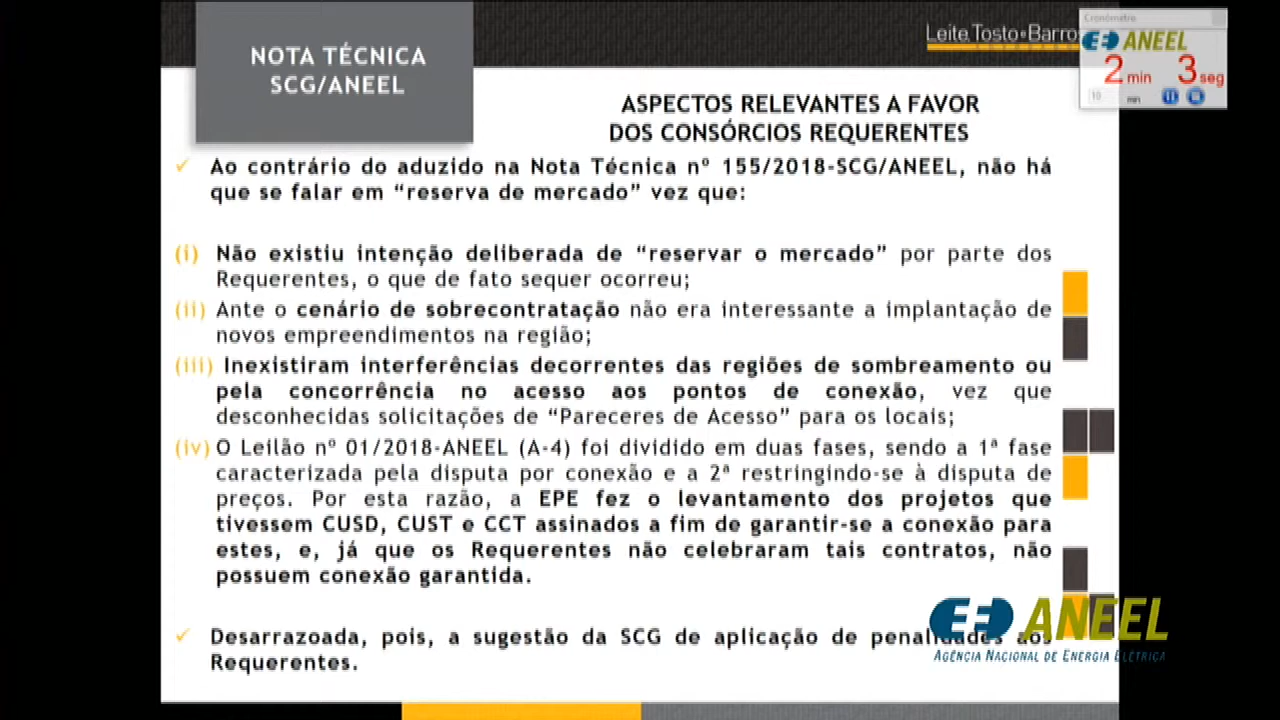 NOTA TÉCNICA
SCG/ANEEL
Leite,Tosto•Barros
Cronômetro
ANEEL
2 min 3 seg
10 min
ASPECTOS RELEVANTES A FAVOR
DOS CONSÓRCIOS REQUERENTES
✓ Ao contrário do aduzido na Nota Técnica nº 155/2018-SCG/ANEEL, não há
que se falar em “reserva de mercado” vez que:
(i) Não existiu intenção deliberada de “reservar o mercado” por parte dos
Requerentes, o que de fato sequer ocorreu;
(ii) Ante o cenário de sobrecontratação não era interessante a implantação de
novos empreendimentos na região;
(iii) Inexistiram interferências decorrentes das regiões de sombreamento ou
pela concorrência no acesso aos pontos de conexão, vez que
desconhecidas solicitações de “Pareceres de Acesso” para os locais;
(iv) O Leilão nº 01/2018-ANEEL (A-4) foi dividido em duas fases, sendo a 1ª fase
caracterizada pela disputa por conexão e a 2ª restringindo-se à disputa de
preços. Por esta razão, a EPE fez o levantamento dos projetos que
tivessem CUSD, CUST e CCT assinados a fim de garantir-se a conexão para
estes, e, já que os Requerentes não celebraram tais contratos, não
possuem conexão garantida.
✓ Desarrazoada, pois, a sugestão da SCG de aplicação de penalidades aos
Requerentes.
ANEEL
AGÊNCIA NACIONAL DE ENERGIA ELÉTRICA